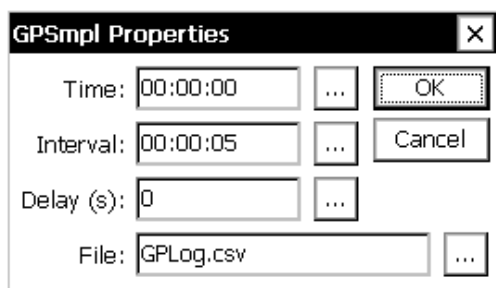 GPSmpl Properties
Time: 00:00:00 ... OK
Interval: 00:00:05 ... Cancel
Delay (s): 0 ...
File: GPLog.csv ...